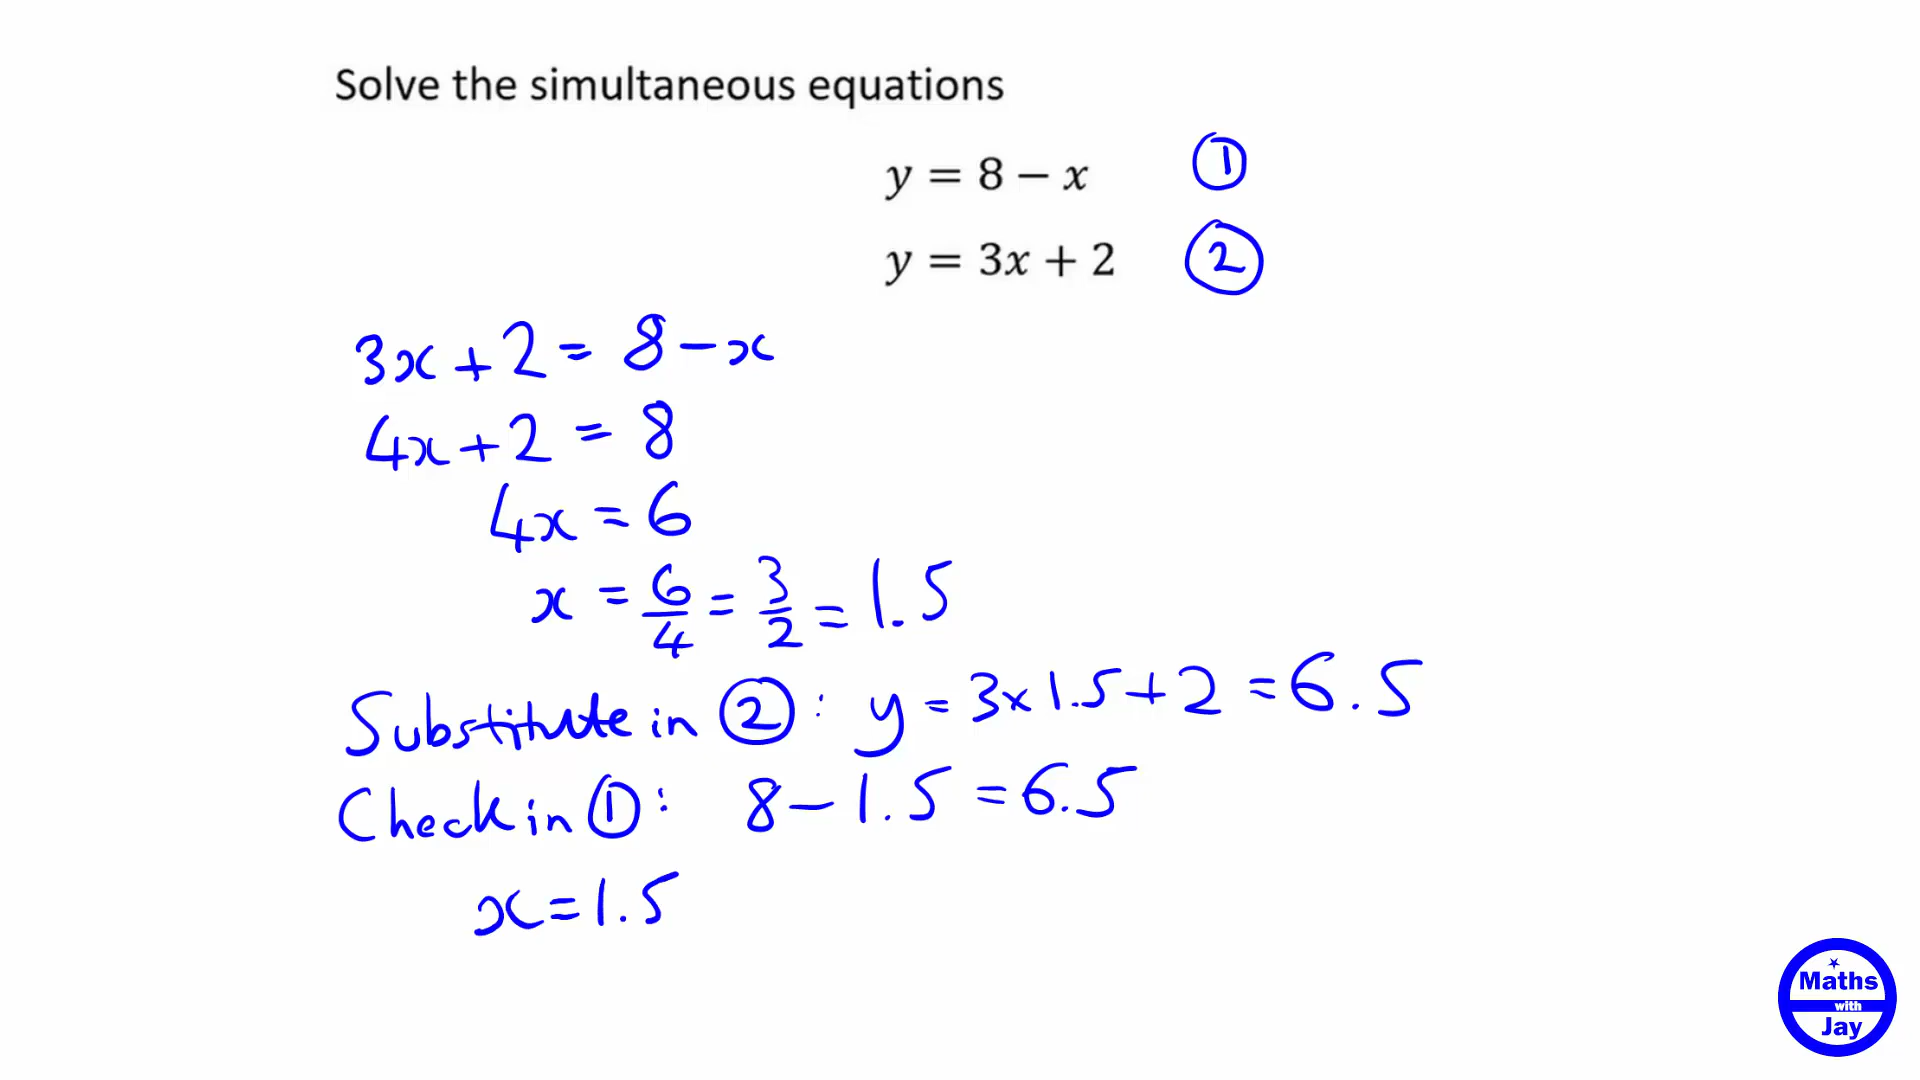 Solve the simultaneous equations
y = 8 − x ①
y = 3x + 2 ②
3x + 2 = 8 − x
4x + 2 = 8
4x = 6
x = 6/4 = 3/2 = 1.5
Substitute in ② : y = 3 x 1.5 + 2 = 6.5
Check in ① : 8 − 1.5 = 6.5
x = 1.5
Maths
with
Jay